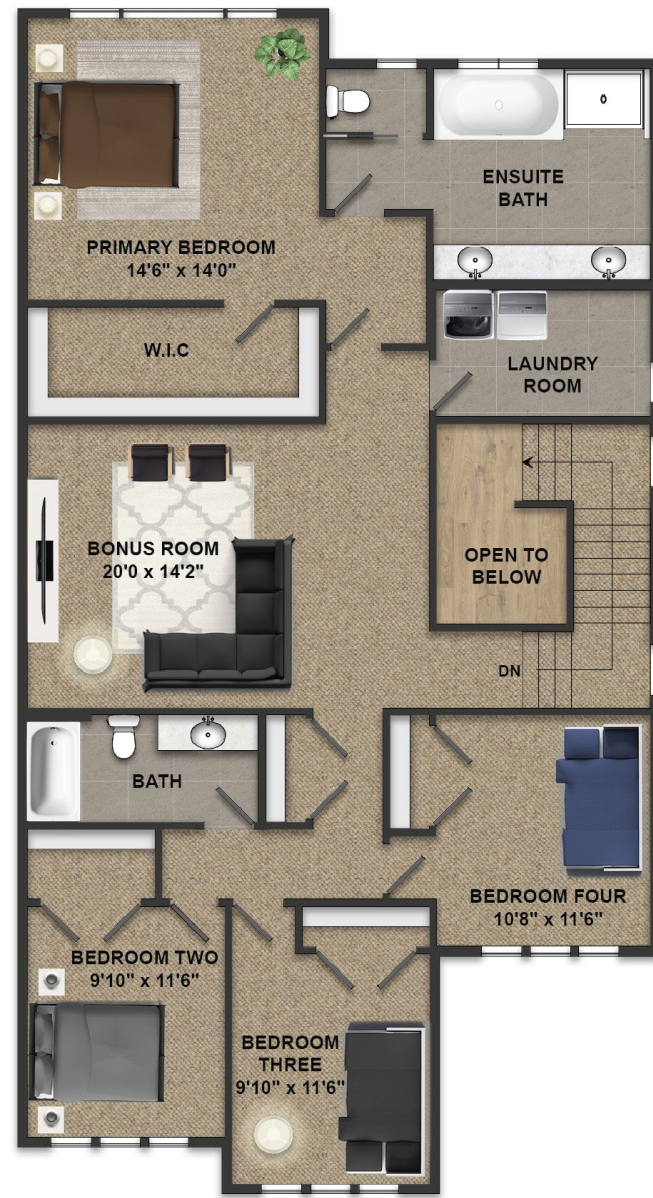 ENSUITE
BATH
PRIMARY BEDROOM
14'6" x 14'0"
W.I.C
LAUNDRY
ROOM
BONUS ROOM
20'0 x 14'2"
OPEN TO
BELOW
DN
BATH
BEDROOM FOUR
10'8" x 11'6"
BEDROOM TWO
9'10" x 11'6"
BEDROOM
THREE
9'10" x 11'6"